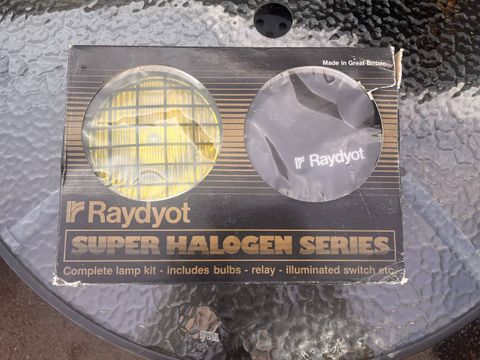 Made in Great Britain
Raydyot
Raydyot
SUPER HALOGEN SERIES
Complete lamp kit - includes bulbs - relay - illuminated switch etc.